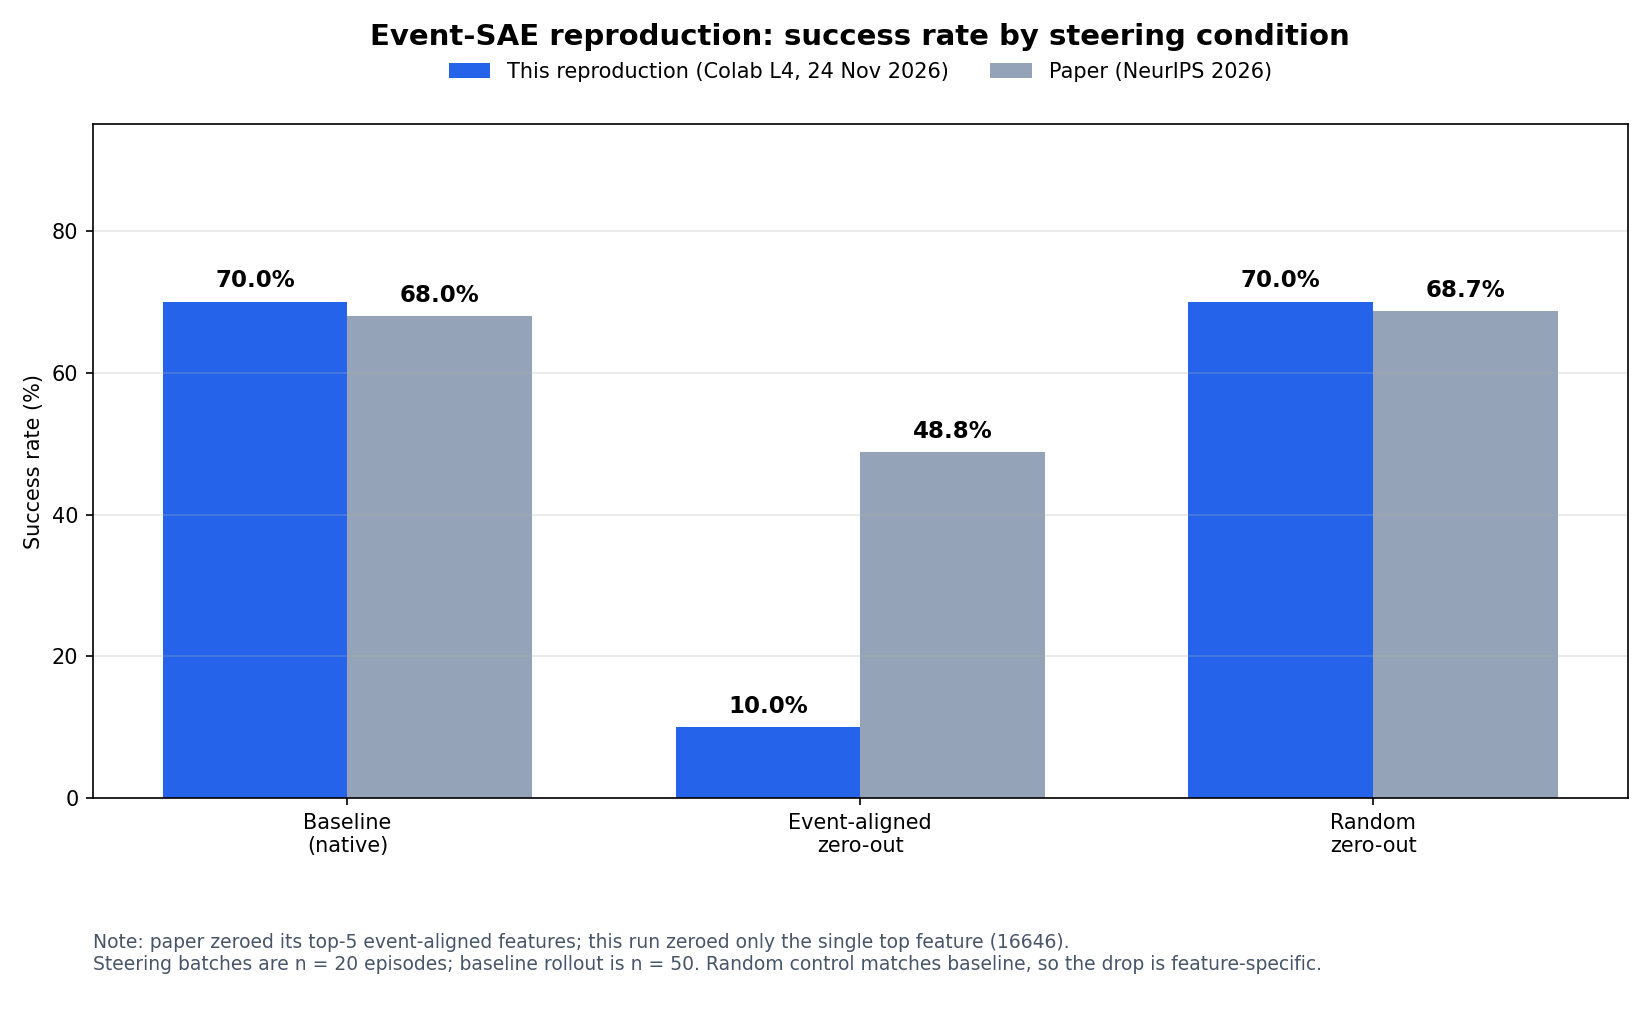 Event-SAE reproduction: success rate by steering condition
This reproduction (Colab L4, 24 Nov 2026)
Paper (NeurIPS 2026)
Success rate (%)
80
60
40
20
0
70.0%
68.0%
10.0%
48.8%
70.0%
68.7%
Baseline
(native)
Event-aligned
zero-out
Random
zero-out
Note: paper zeroed its top-5 event-aligned features; this run zeroed only the single top feature (16646).
Steering batches are n = 20 episodes; baseline rollout is n = 50. Random control matches baseline, so the drop is feature-specific.